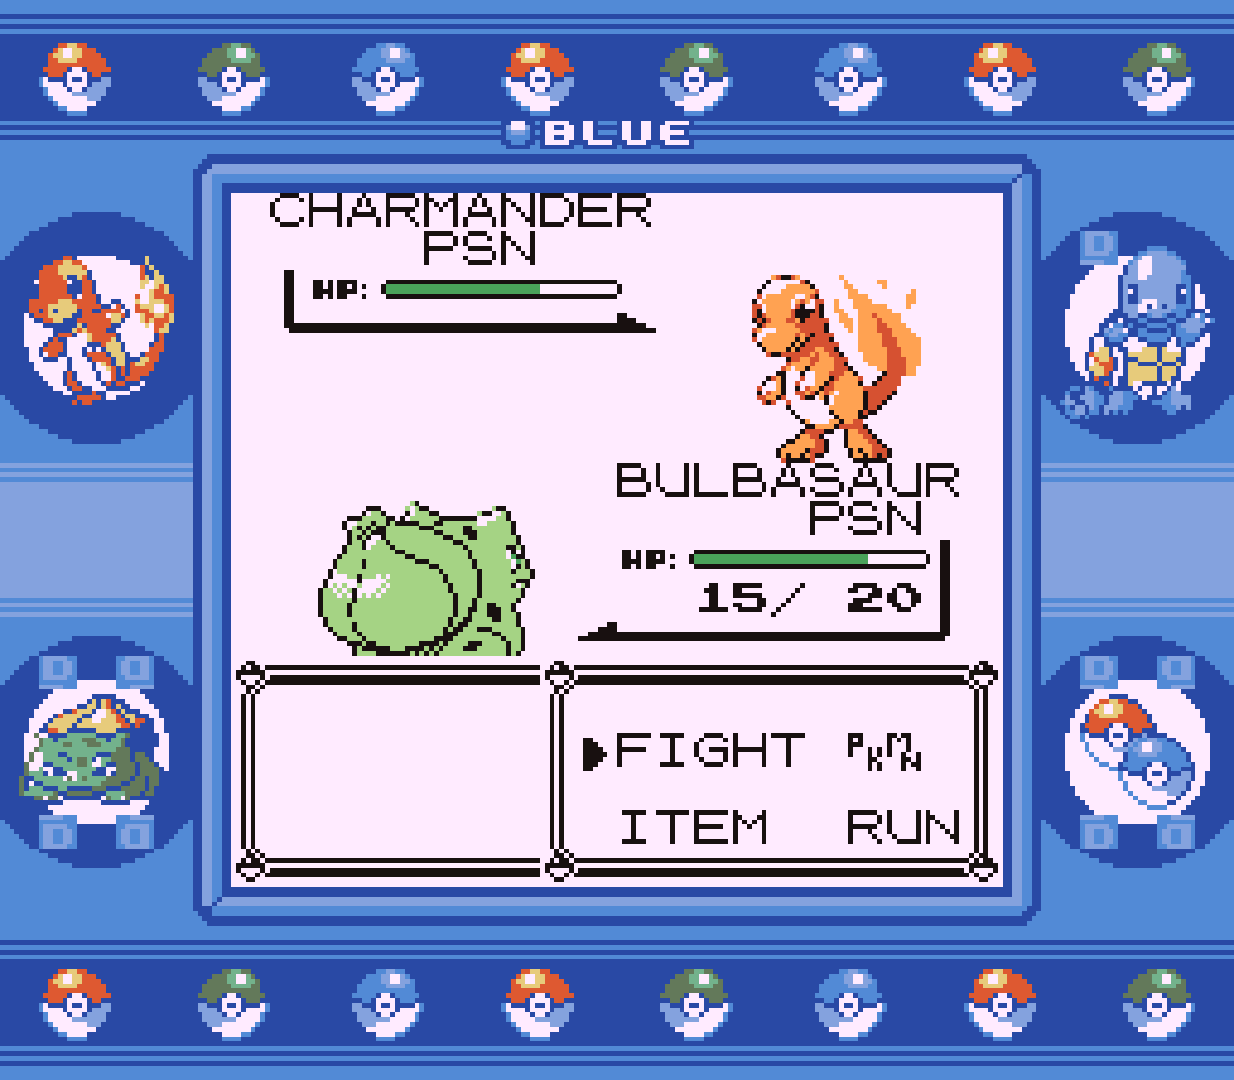 BLUE
CHARMANDER
PSN
HP:
BULBASAUR
PSN
HP:
15/ 20
FIGHT PKMN
ITEM RUN